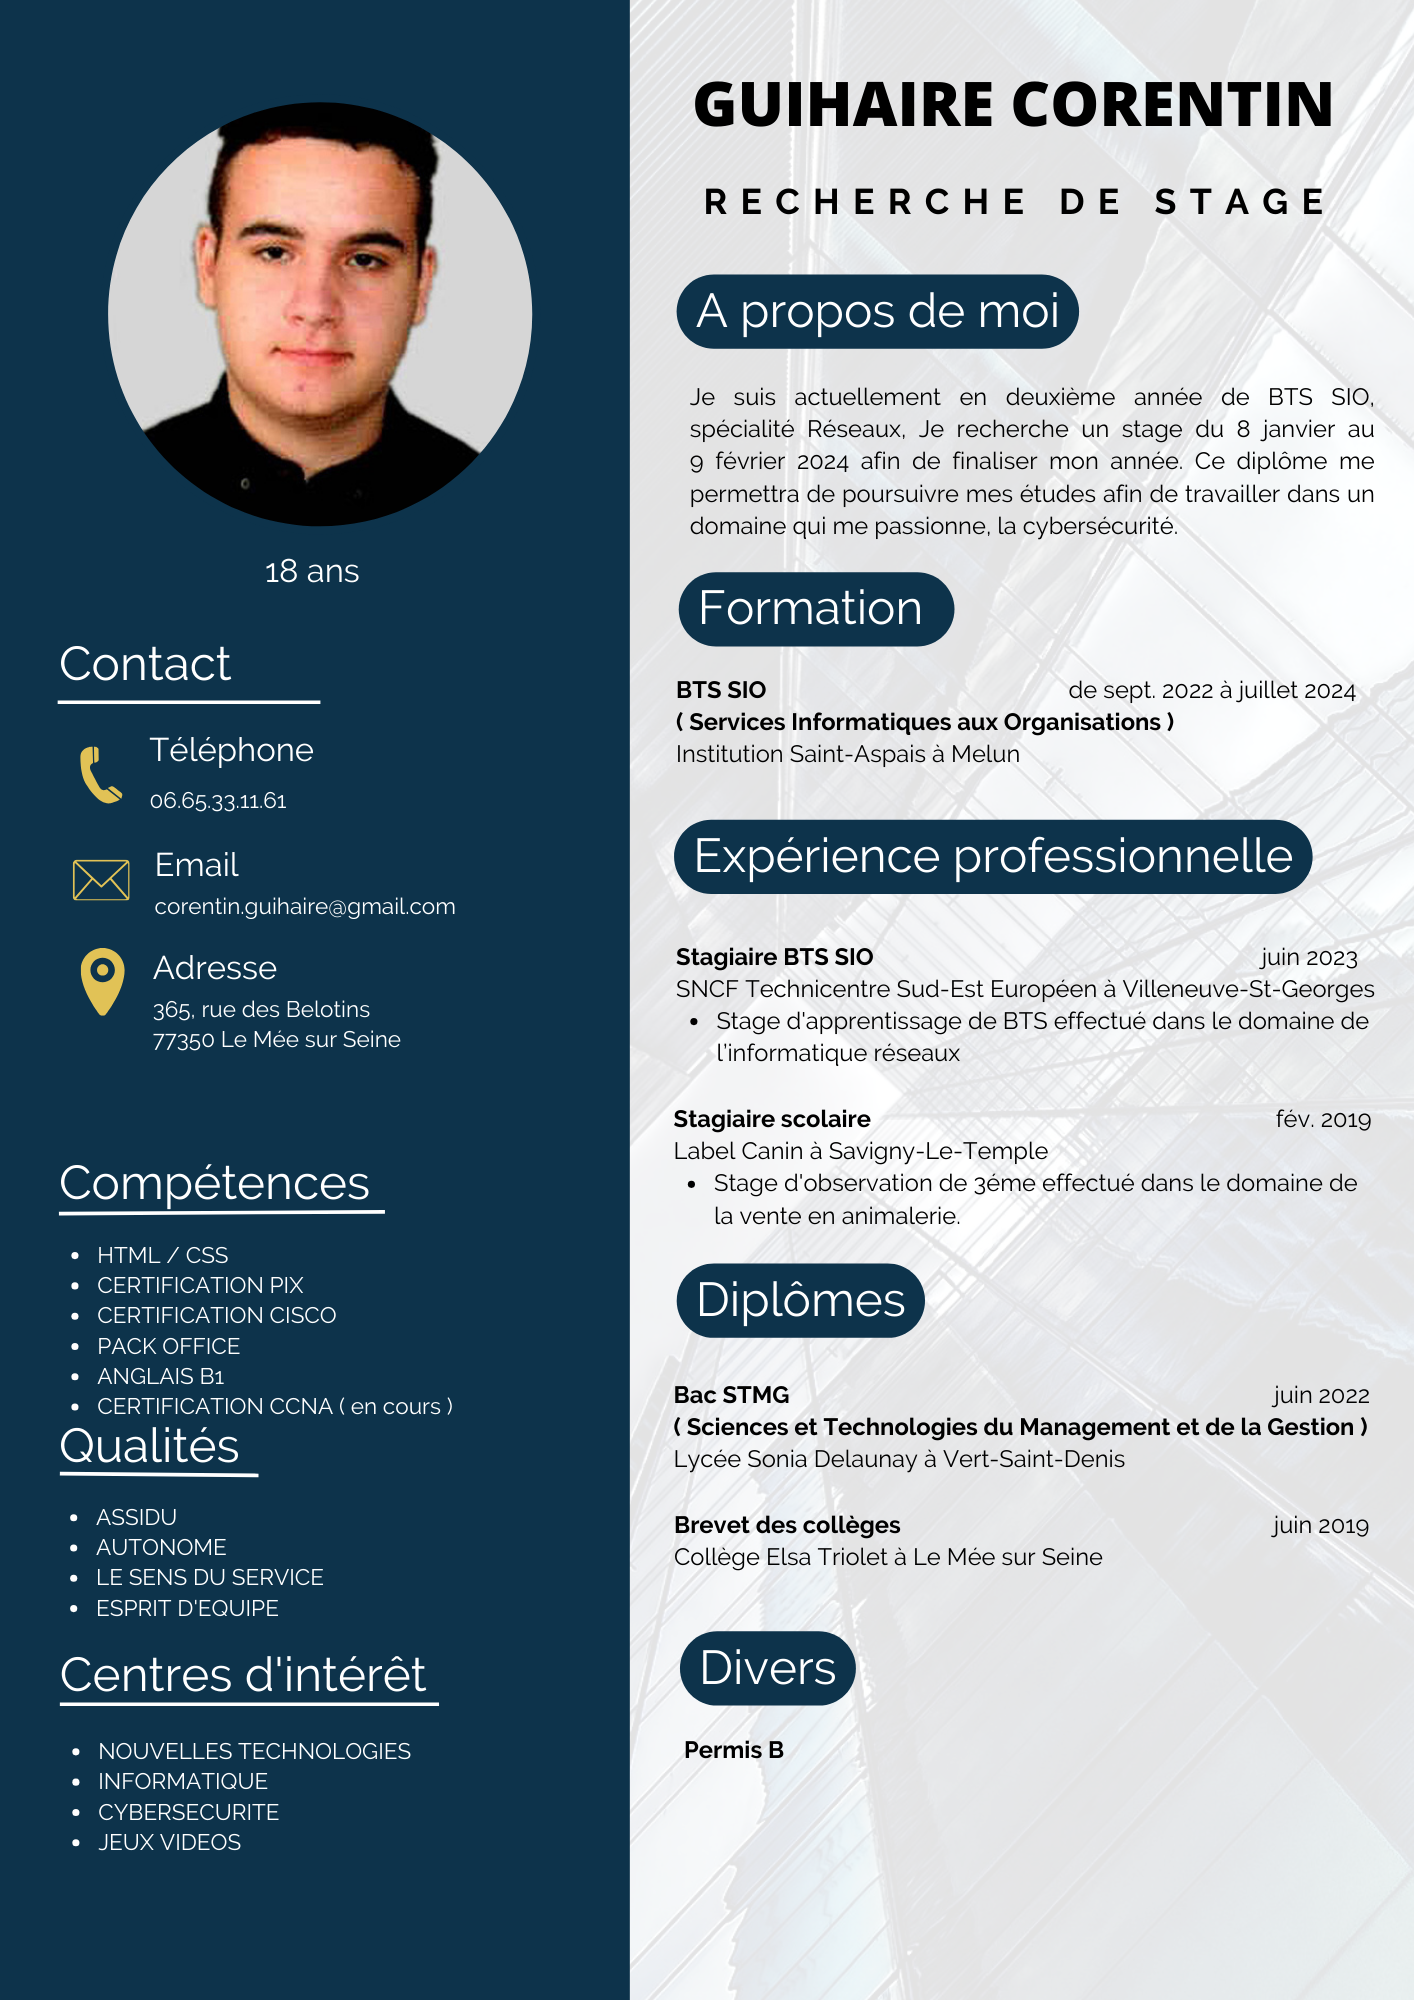 18 ans
Contact
Téléphone
06.65.33.11.61
Email
corentin.guihaire@gmail.com
Adresse
365, rue des Belotins
77350 Le Mée sur Seine
Compétences
• HTML / CSS
• CERTIFICATION PIX
• CERTIFICATION CISCO
• PACK OFFICE
• ANGLAIS B1
• CERTIFICATION CCNA ( en cours )
Qualités
• ASSIDU
• AUTONOME
• LE SENS DU SERVICE
• ESPRIT D'EQUIPE
Centres d'intérêt
• NOUVELLES TECHNOLOGIES
• INFORMATIQUE
• CYBERSECURITE
• JEUX VIDEOS
GUIHAIRE CORENTIN
RECHERCHE DE STAGE
A propos de moi
Je suis actuellement en deuxième année de BTS SIO,
spécialité Réseaux, Je recherche un stage du 8 janvier au
9 février 2024 afin de finaliser mon année. Ce diplôme me
permettra de poursuivre mes études afin de travailler dans un
domaine qui me passionne, la cybersécurité.
Formation
BTS SIO de sept. 2022 à juillet 2024
( Services Informatiques aux Organisations )
Institution Saint-Aspais à Melun
Expérience professionnelle
Stagiaire BTS SIO juin 2023
SNCF Technicentre Sud-Est Européen à Villeneuve-St-Georges
• Stage d'apprentissage de BTS effectué dans le domaine de
l'informatique réseaux
Stagiaire scolaire fév. 2019
Label Canin à Savigny-Le-Temple
• Stage d'observation de 3éme effectué dans le domaine de
la vente en animalerie.
Diplômes
Bac STMG juin 2022
( Sciences et Technologies du Management et de la Gestion )
Lycée Sonia Delaunay à Vert-Saint-Denis
Brevet des collèges juin 2019
Collège Elsa Triolet à Le Mée sur Seine
Divers
Permis B